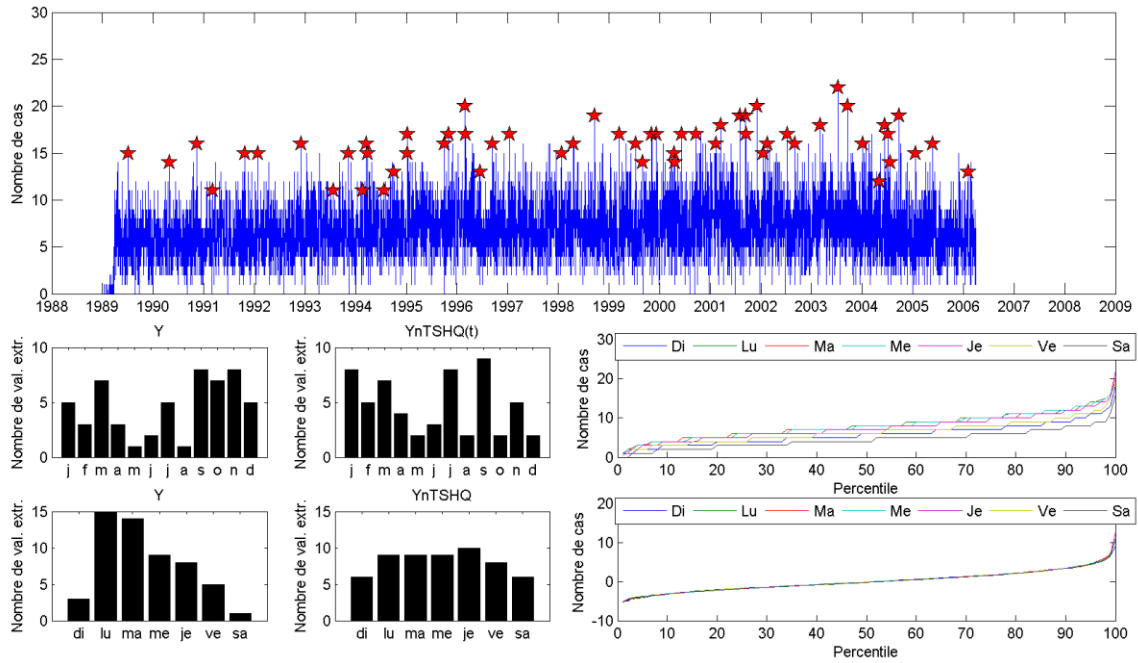 30
25
20
15
10
5
0
Nombre de cas
1988 1989 1990 1991 1992 1993 1994 1995 1996 1997 1998 1999 2000 2001 2002 2003 2004 2005 2006 2007 2008 2009
Y
10
5
0
Nombre de val. extr.
j f m a m j j a s o n d
YnTSHQ(t)
10
5
0
Nombre de val. extr.
j f m a m j j a s o n d
30
20
10
0
Nombre de cas
Di Lu Ma Me Je Ve Sa
0 10 20 30 40 50 60 70 80 90 100
Percentile
Y
15
10
5
0
Nombre de val. extr.
di lu ma me je ve sa
YnTSHQ
15
10
5
0
Nombre de val. extr.
di lu ma me je ve sa
20
10
0
-10
Nombre de cas
Di Lu Ma Me Je Ve Sa
0 10 20 30 40 50 60 70 80 90 100
Percentile